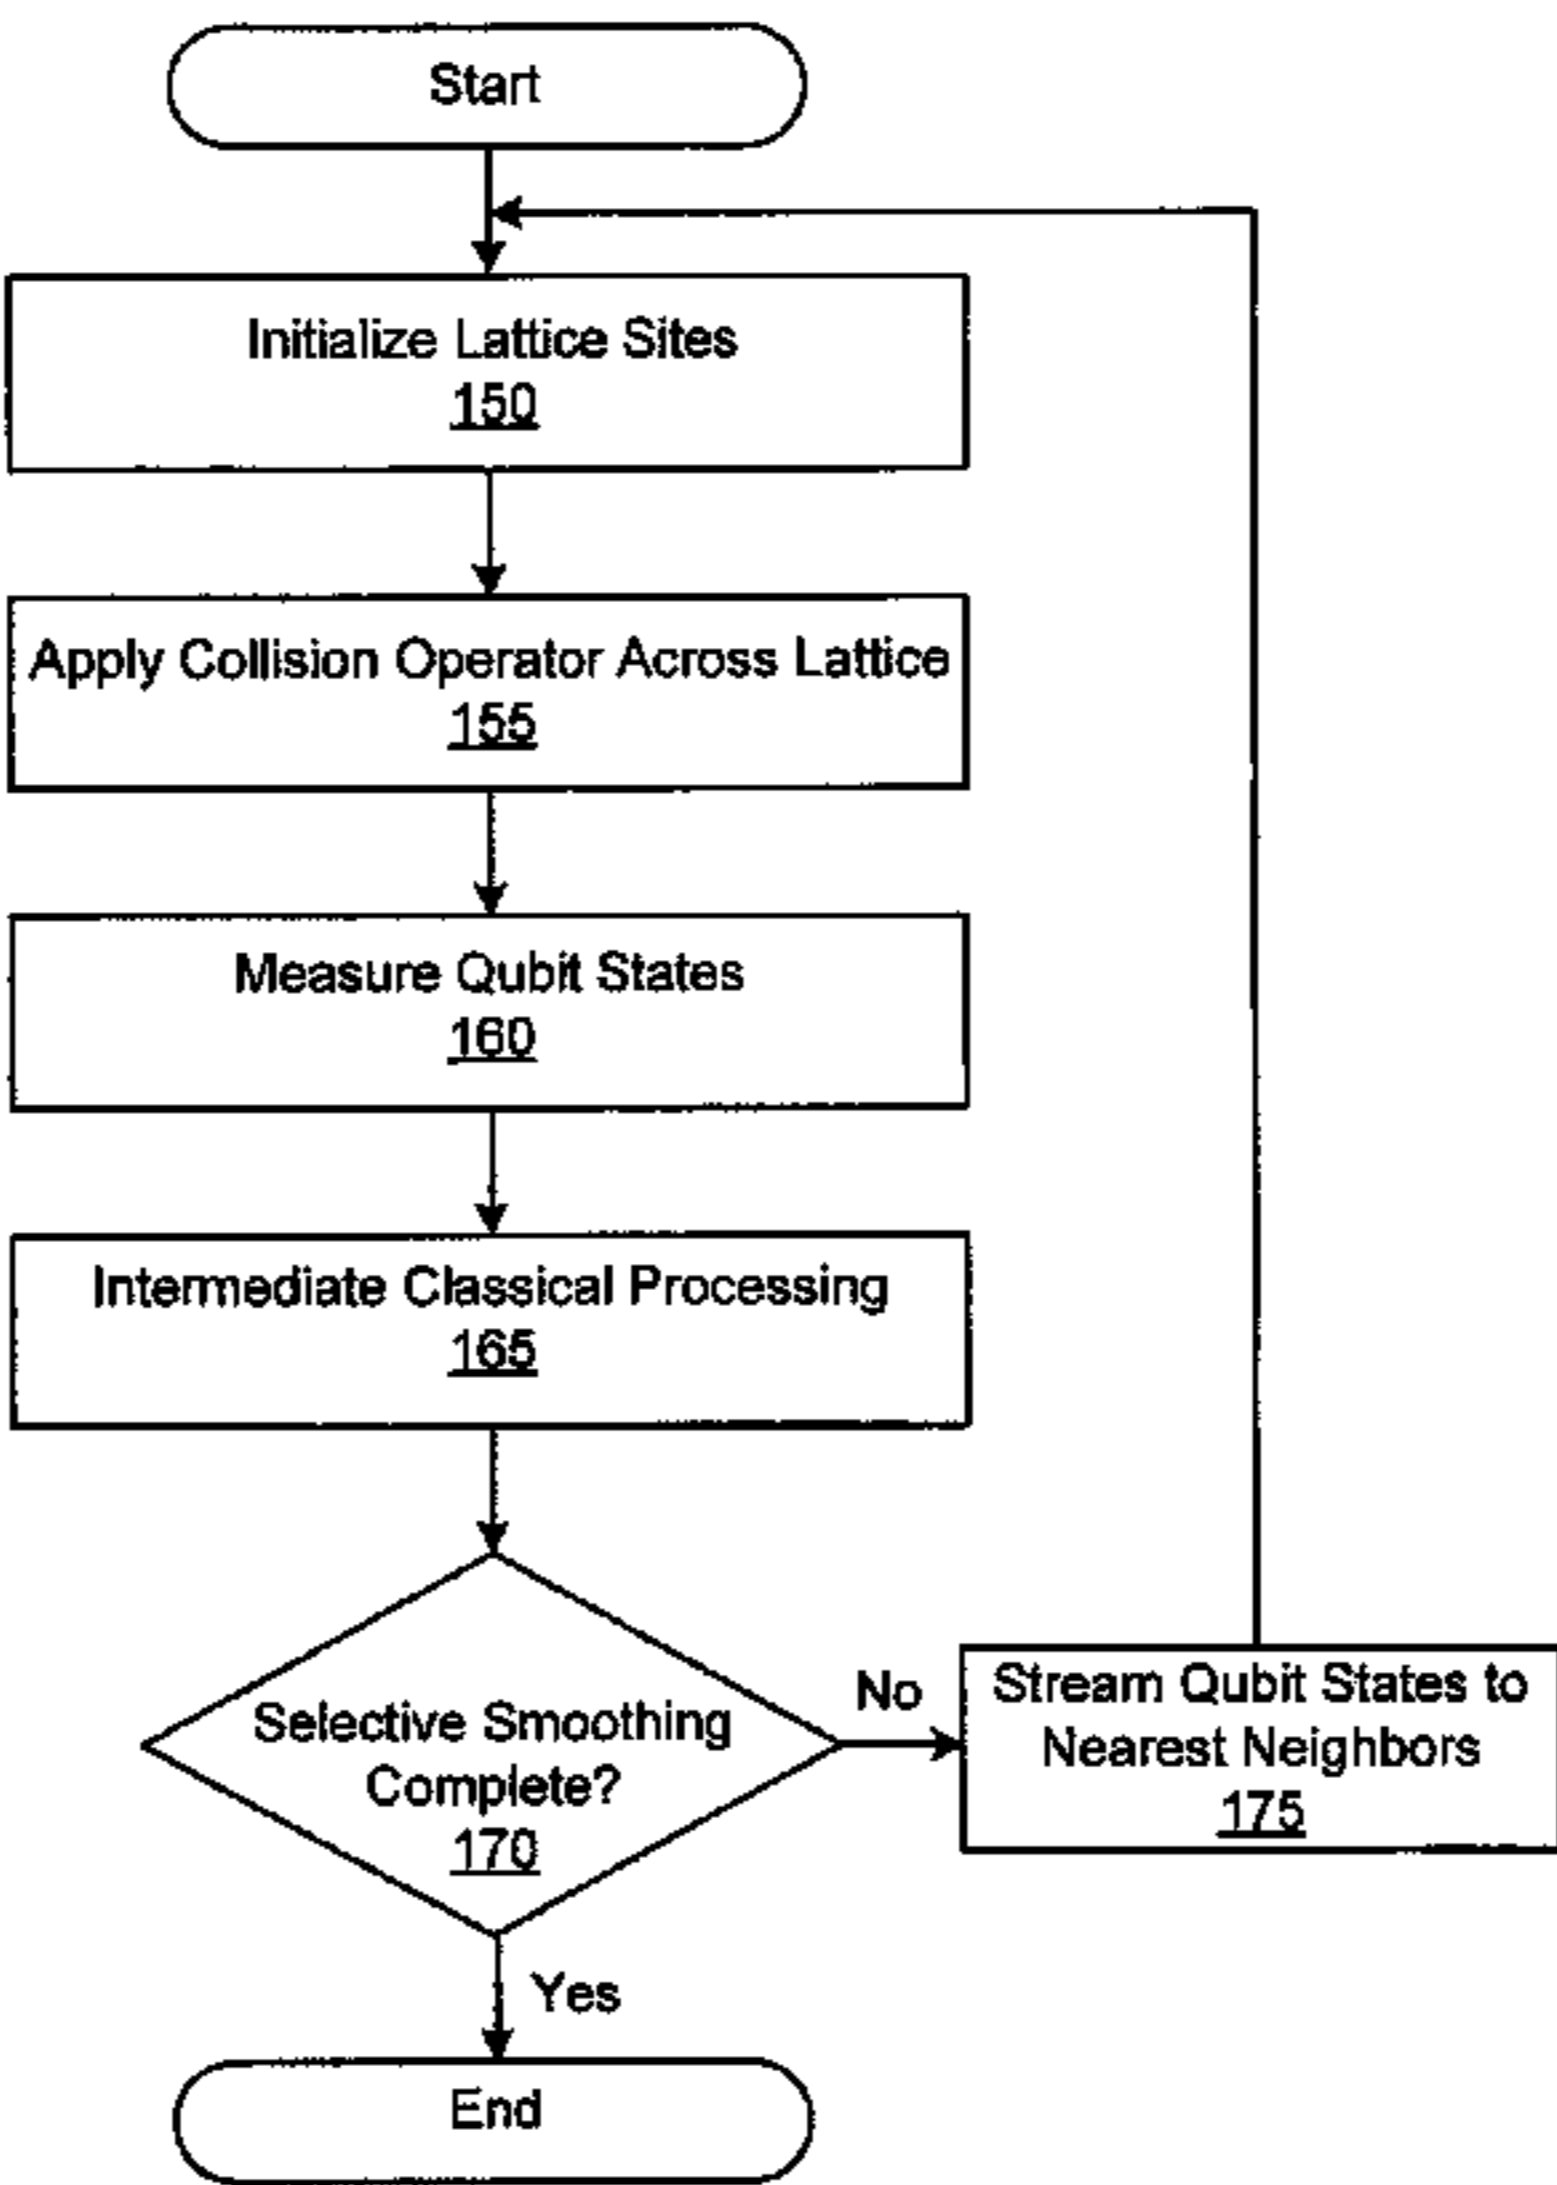 Start
Initialize Lattice Sites
150
Apply Collision Operator Across Lattice
155
Measure Qubit States
160
Intermediate Classical Processing
165
Selective Smoothing
Complete?
170
No
Stream Qubit States to
Nearest Neighbors
175
Yes
End